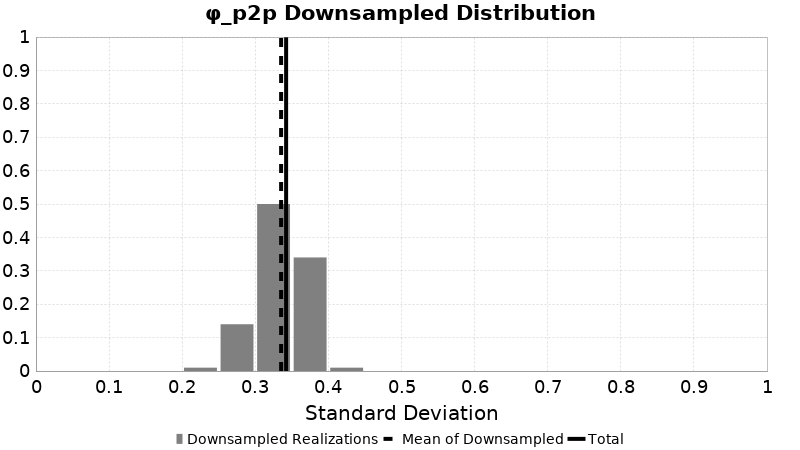 φ_p2p Downsampled Distribution
1
0.9
0.8
0.7
0.6
0.5
0.4
0.3
0.2
0.1
0
0 0.1 0.2 0.3 0.4 0.5 0.6 0.7 0.8 0.9 1
Standard Deviation
Downsampled Realizations Mean of Downsampled Total